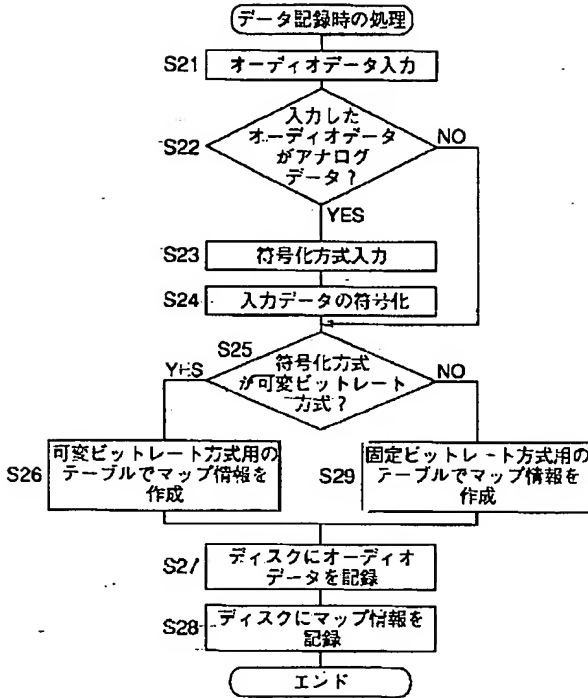 データ記録時の処理
S21
オーディオデータ入力
S22
入力した
オーディオデータ
がアナログ
データ?
NO
YES
S23
符号化方式入力
S24
入力データの符号化
S25
符号化方式
が可変ビットレート
方式?
YES
NO
S26
可変ビットレート方式用の
テーブルでマップ情報を
作成
S29
固定ビットレート方式用の
テーブルでマップ情報を
作成
S27
ディスクにオーディオ
データを記録
S28
ディスクにマップ情報を
記録
エンド